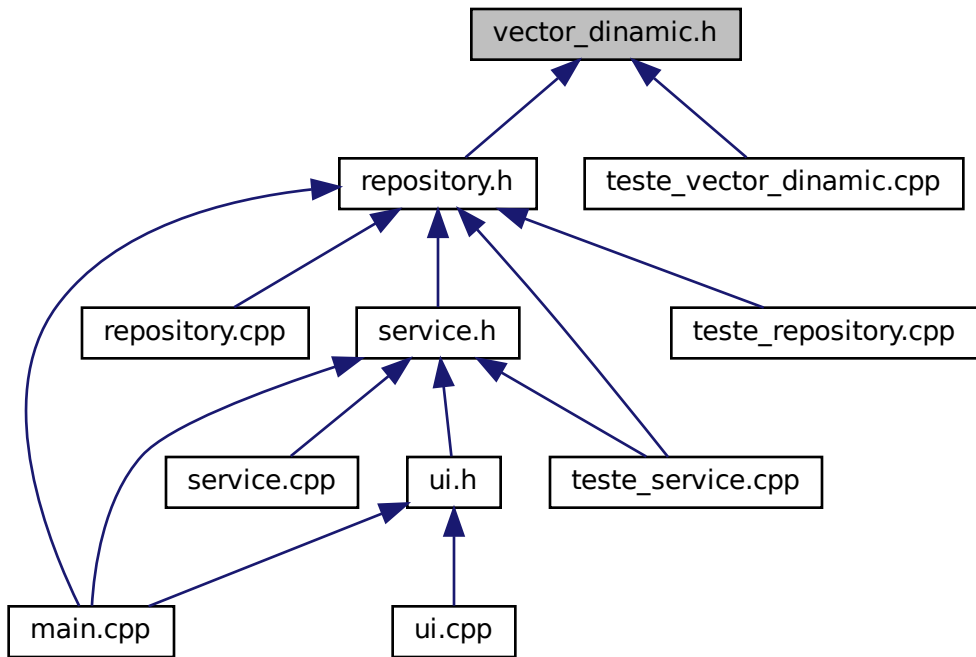 vector_dinamic.h
repository.h
teste_vector_dinamic.cpp
repository.cpp
service.h
teste_repository.cpp
service.cpp
ui.h
teste_service.cpp
main.cpp
ui.cpp